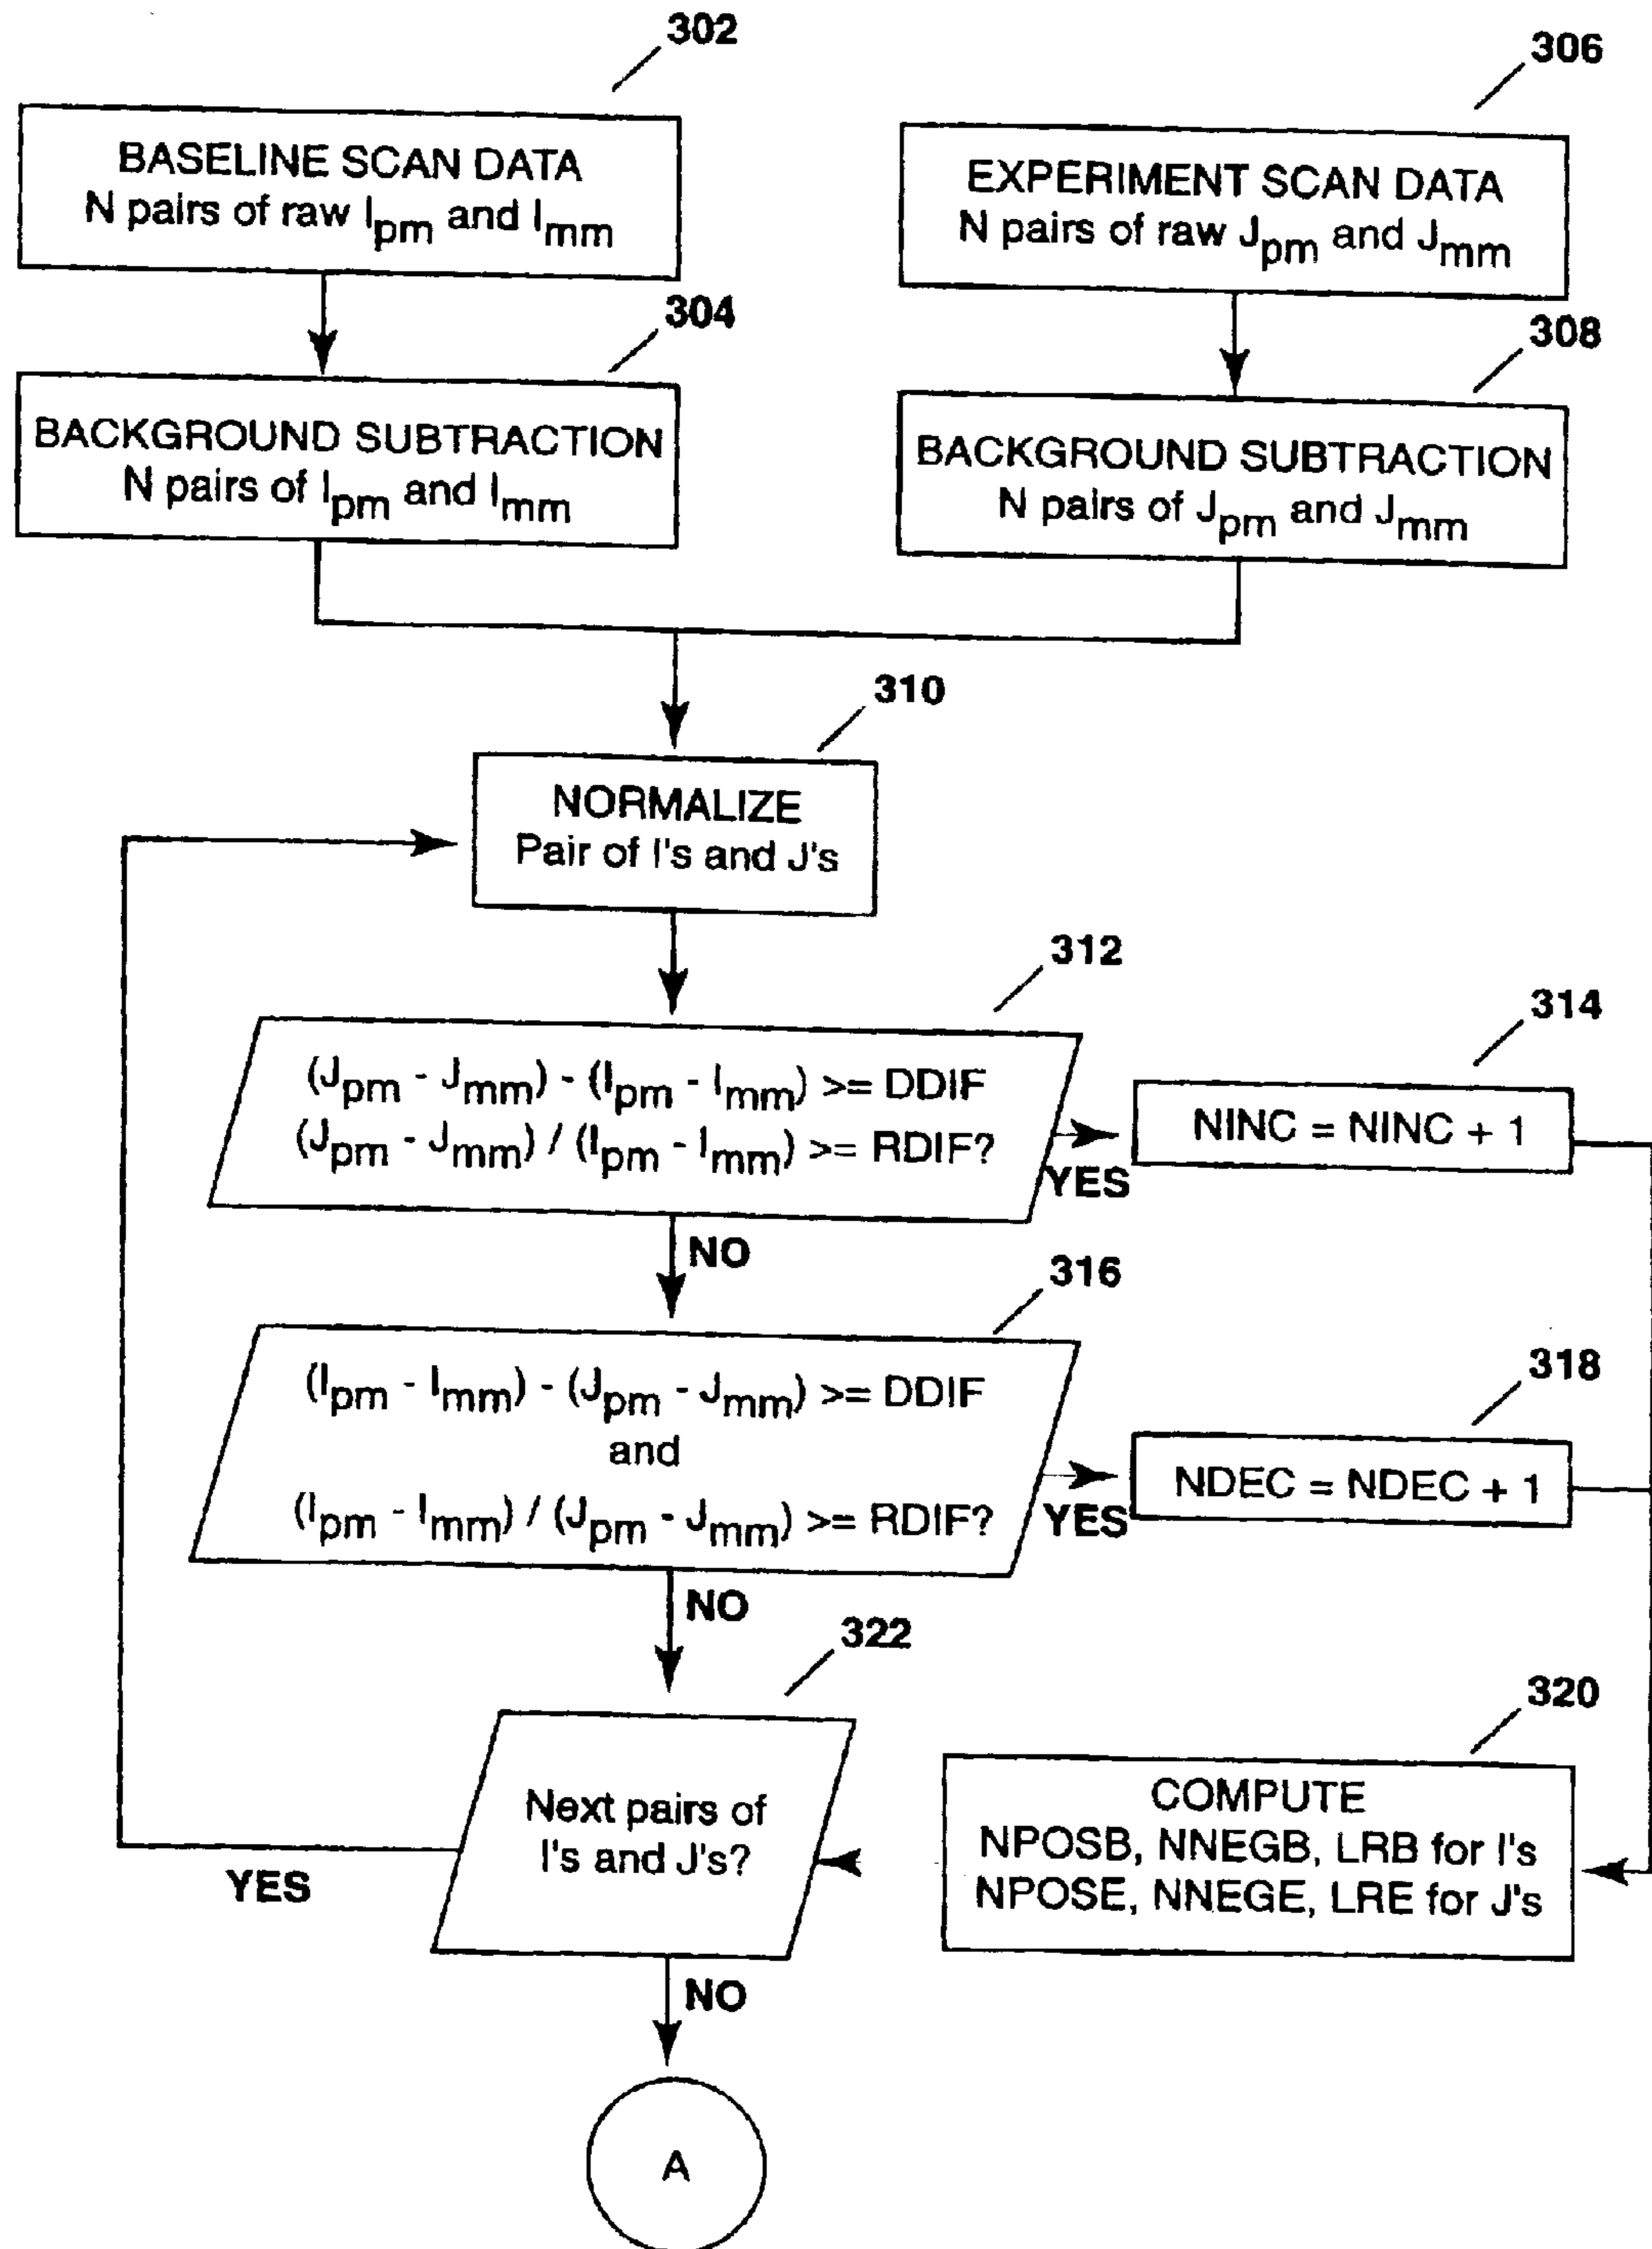 302
306
BASELINE SCAN DATA
N pairs of raw Ipm and Imm
EXPERIMENT SCAN DATA
N pairs of raw Jpm and Jmm
304
308
BACKGROUND SUBTRACTION
N pairs of Ipm and Imm
BACKGROUND SUBTRACTION
N pairs of Jpm and Jmm
310
NORMALIZE
Pair of I's and J's
312
(Jpm - Jmm) - (Ipm - Imm) >= DDIF
(Jpm - Jmm) / (Ipm - Imm) >= RDIF?
YES
314
NINC = NINC + 1
NO
316
(Ipm - Imm) - (Jpm - Jmm) >= DDIF
and
(Ipm - Imm) / (Jpm - Jmm) >= RDIF?
YES
318
NDEC = NDEC + 1
NO
322
Next pairs of
I's and J's?
YES
320
COMPUTE
NPOSB, NNEGB, LRB for I's
NPOSE, NNEGE, LRE for J's
NO
A